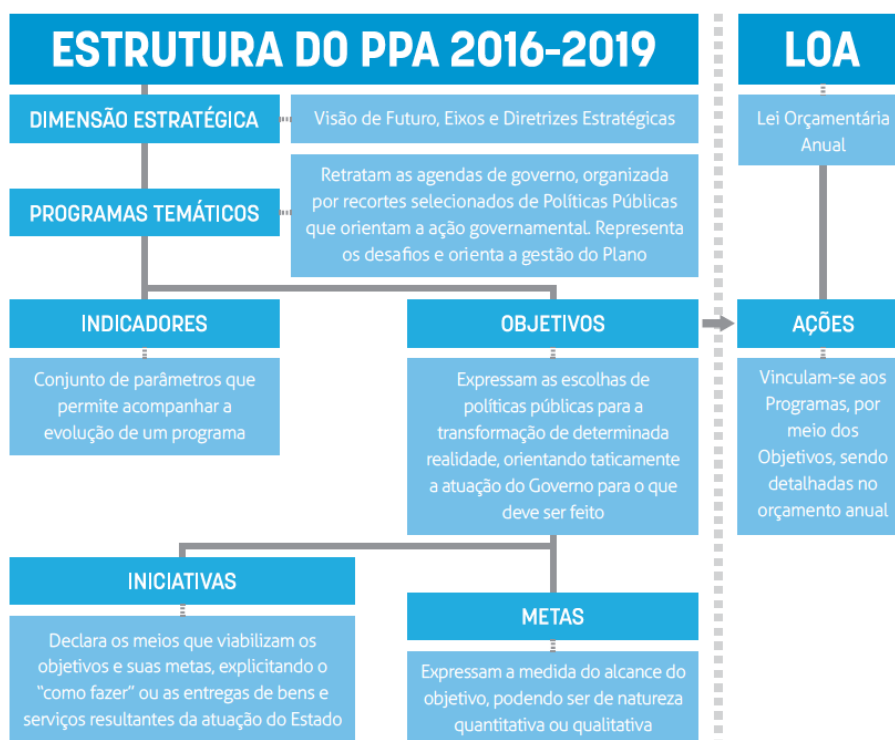 ESTRUTURA DO PPA 2016-2019
DIMENSÃO ESTRATÉGICA
Visão de Futuro, Eixos e Diretrizes Estratégicas
PROGRAMAS TEMÁTICOS
Retratam as agendas de governo, organizada
por recortes selecionados de Políticas Públicas
que orientam a ação governamental. Representa
os desafios e orienta a gestão do Plano
INDICADORES
Conjunto de parâmetros que
permite acompanhar a
evolução de um programa
OBJETIVOS
Expressam as escolhas de
políticas públicas para a
transformação de determinada
realidade, orientando taticamente
a atuação do Governo para o que
deve ser feito
INICIATIVAS
Declara os meios que viabilizam os
objetivos e suas metas, explicitando o
“como fazer” ou as entregas de bens e
serviços resultantes da atuação do Estado
METAS
Expressam a medida do alcance do
objetivo, podendo ser de natureza
quantitativa ou qualitativa
LOA
Lei Orçamentária
Anual
AÇÕES
Vinculam-se aos
Programas, por
meio dos
Objetivos, sendo
detalhadas no
orçamento anual